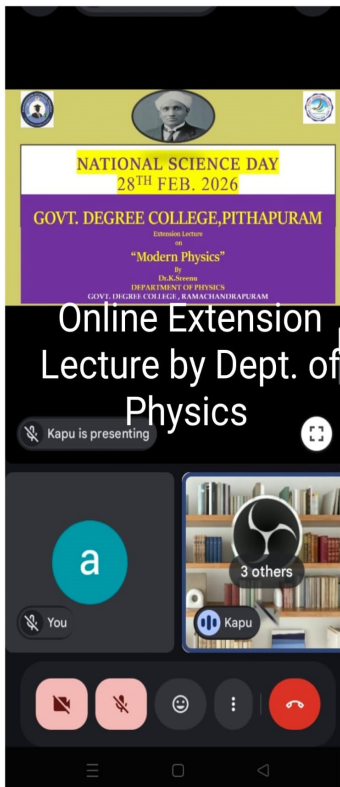 NATIONAL SCIENCE DAY
28TH FEB. 2026
GOVT. DEGREE COLLEGE,PITHAPURAM
Extension Lecture
on
“Modern Physics”
By
Dr.K.Sreenu
DEPARTMENT OF PHYSICS
GOVT. DEGREE COLLEGE , RAMACHANDRAPURAM
Online Extension
Lecture by Dept. of
Physics
Kapu is presenting
a
3 others
You
Kapu